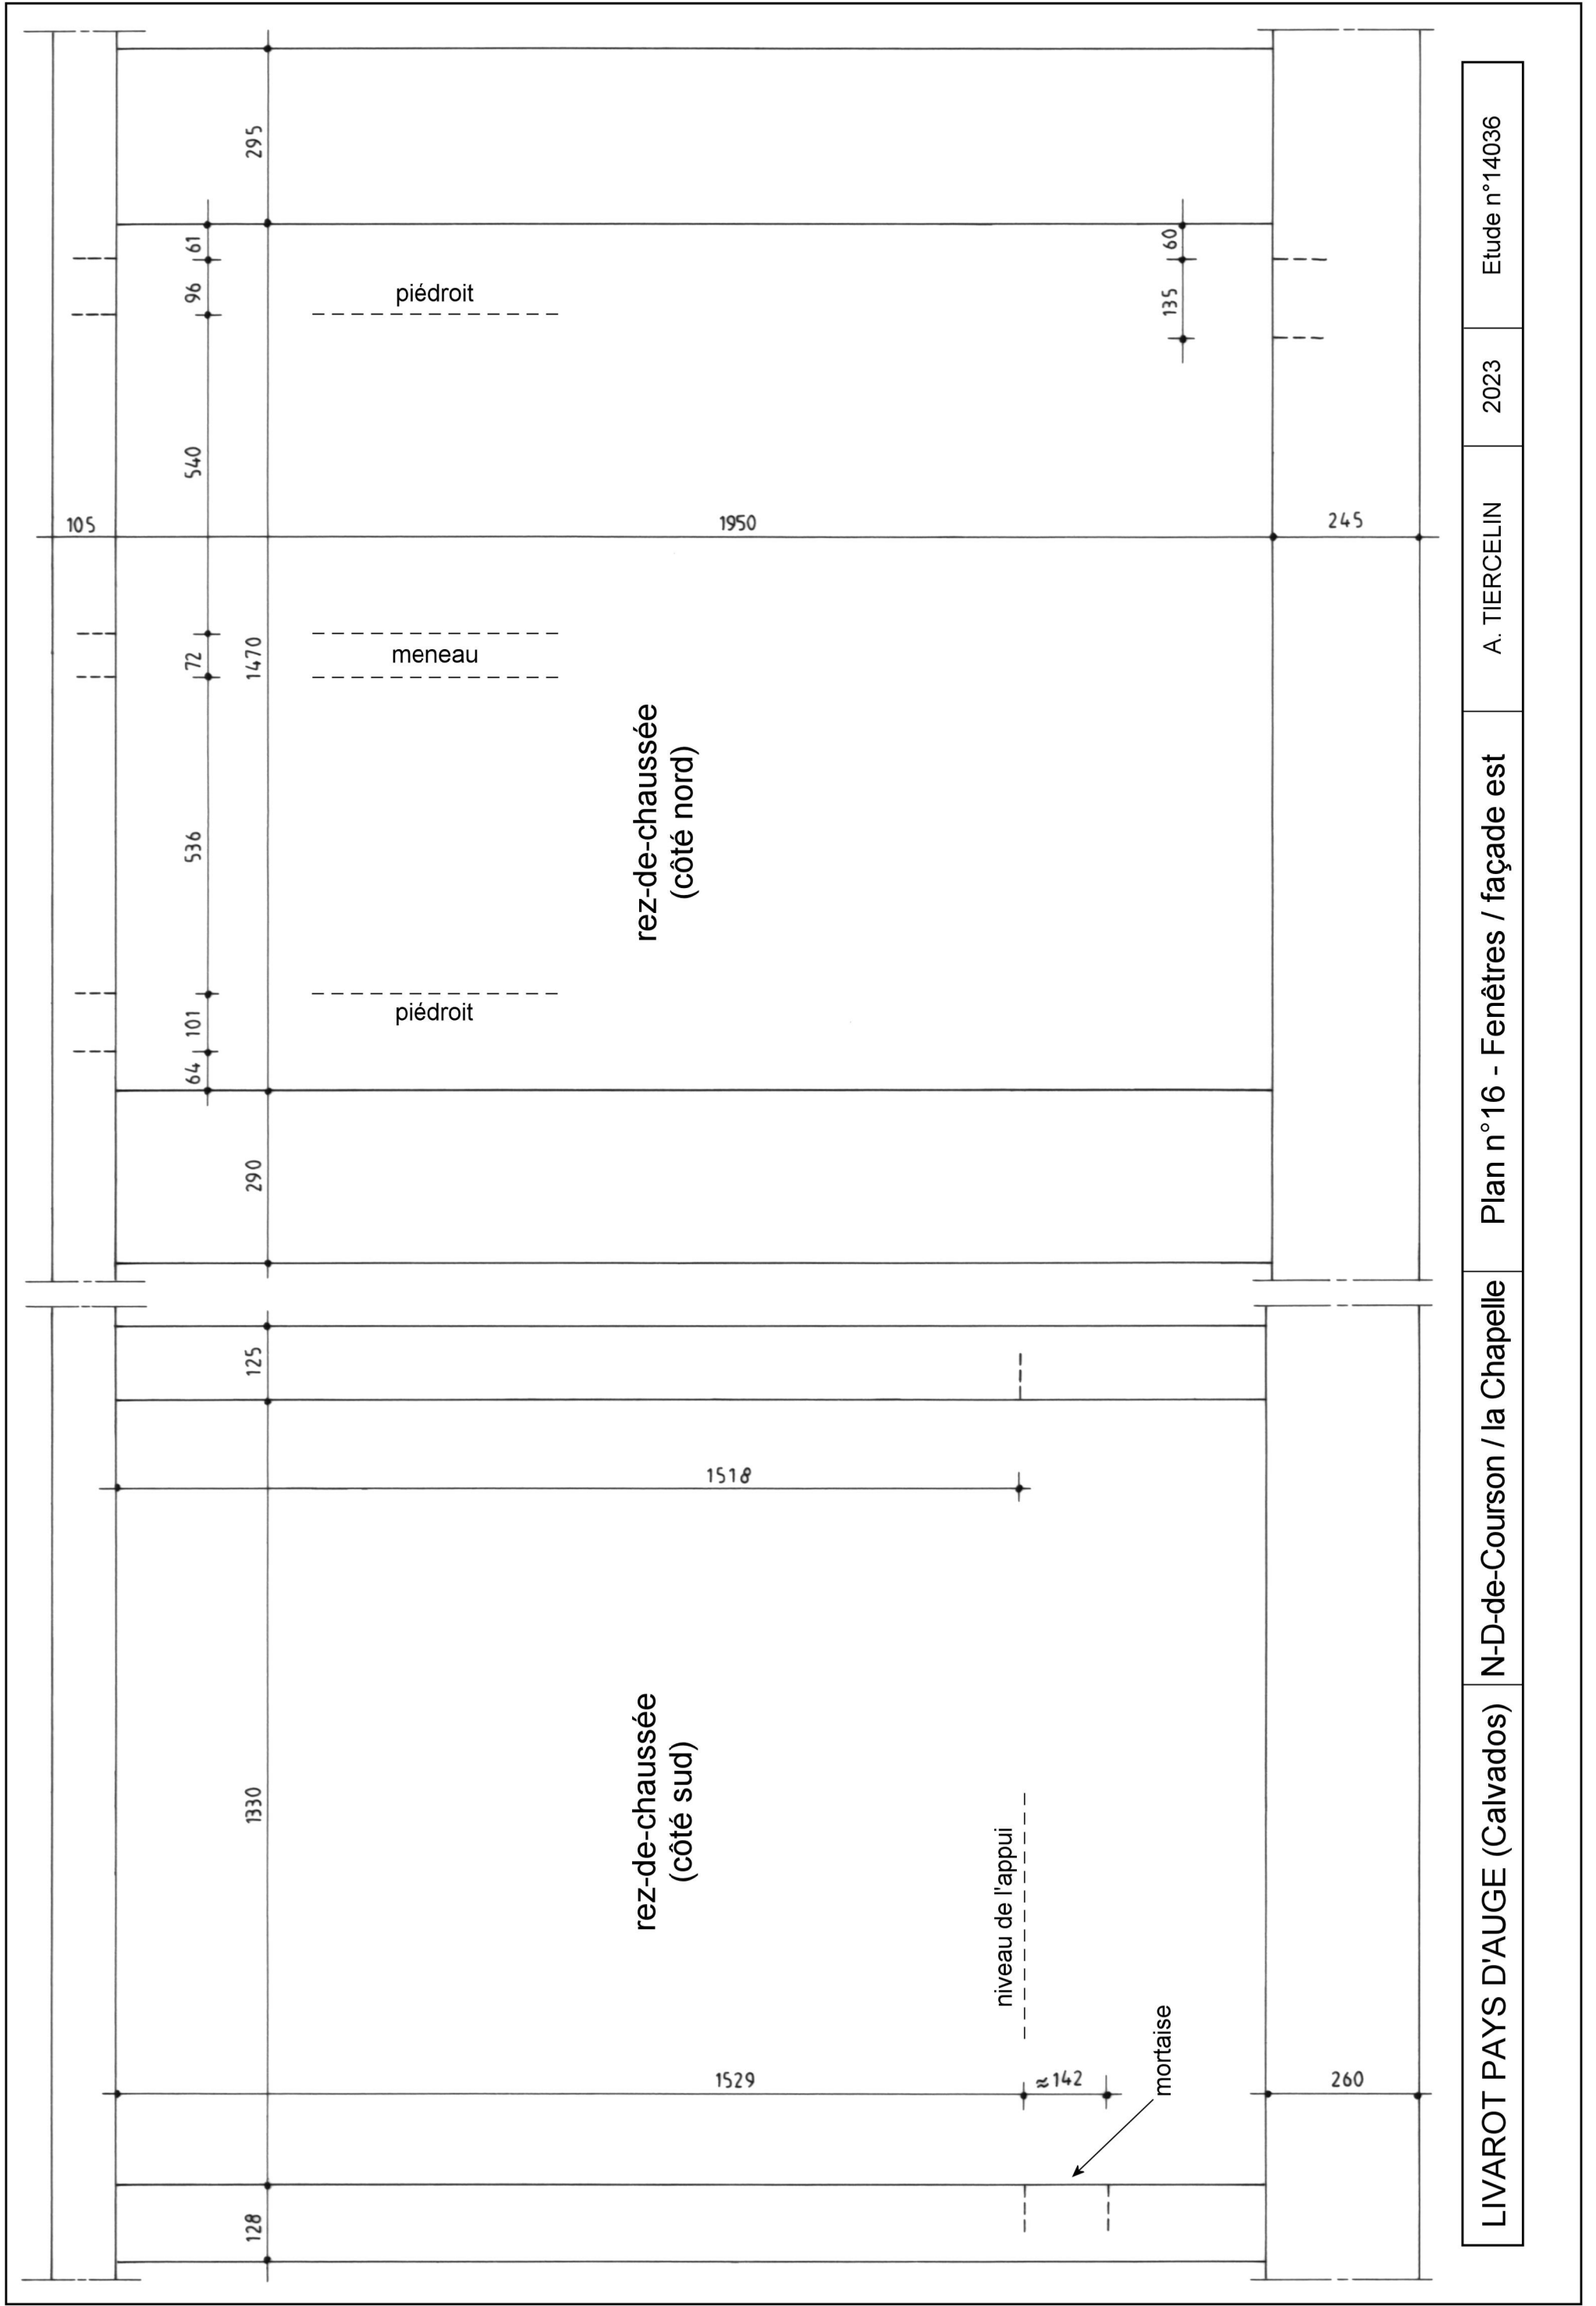 295
61
96
piédroit
60
135
540
105
1950
245
72
1470
meneau
rez-de-chaussée
(côté nord)
536
101
piédroit
64
290
125
1518
1330
rez-de-chaussée
(côté sud)
niveau de l'appui
mortaise
1529
≈142
260
128
LIVAROT PAYS D'AUGE (Calvados)
N-D-de-Courson / la Chapelle
Plan n°16 - Fenêtres / façade est
A. TIERCELIN
2023
Etude n°14036